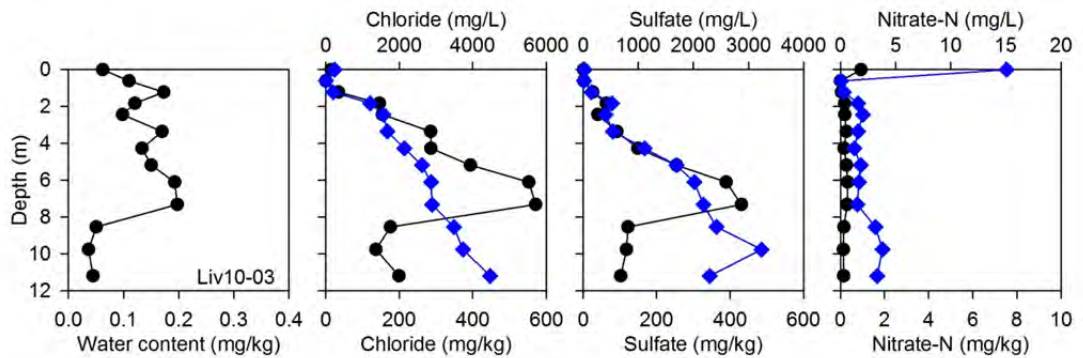 Chloride (mg/L) Sulfate (mg/L) Nitrate-N (mg/L)
0 2000 4000 6000 0 1000 2000 3000 4000 0 5 10 15 20
0
2
4
6
8
10
12
Depth (m)
Liv10-03
0.0 0.1 0.2 0.3 0.4 0 200 400 600 0 200 400 600 0 2 4 6 8 10
Water content (mg/kg) Chloride (mg/kg) Sulfate (mg/kg) Nitrate-N (mg/kg)